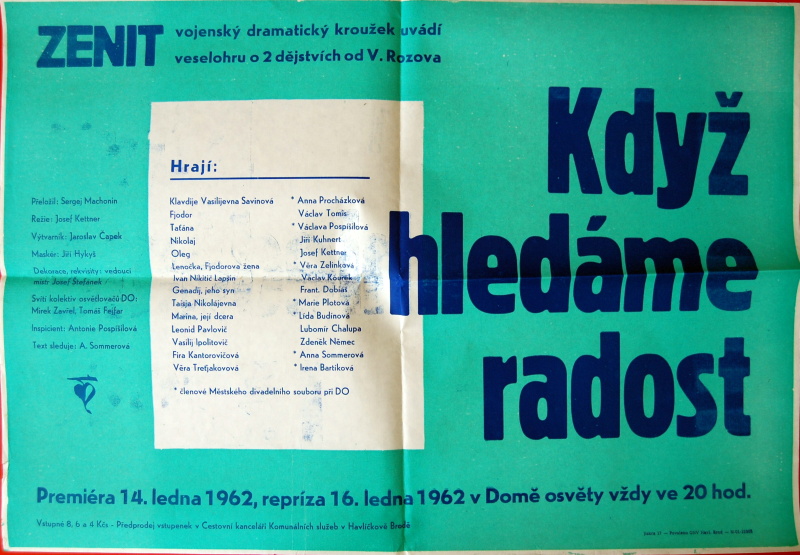 ZENIT vojenský dramatický kroužek uvádí
veselohru o 2 dějstvích od V. Rozova
Když
hledáme
radost
Hrají:
Klavdije Vasilijevna Savinová * Anna Procházková
Fjodor Václav Tomis
Taťána * Václava Pospíšilová
Nikolaj Jiří Kuhnert
Oleg Josef Kettner
Lenočka, Fjodorova žena * Věra Zelinková
Iván Nikitič Lapšin Václav Kourek
Genadij, jeho syn Frant. Dobiáš
Taisja Nikolájevna * Marie Plotová
Marina, její dcera * Lída Budinová
Leonid Pavlovič Lubomír Chalupa
Vasilij Ipolitovič Zdeněk Němec
Fira Kantorovičová * Anna Sommerová
Věra Treťjakovová * Irena Bartíková
* členové Městského divadelního souboru při DO
Přeložil: Sergej Machonin
Režie: Josef Kettner
Výtvarník: Jaroslav Čapek
Maskér: Jiří Hykyš
Dekorace, rekvisity: vedoucí
mistr Josef Štefanek
Svítí kolektiv osvětlovačů DO:
Mirek Zavřel, Tomáš Fejfar
Inspicient: Antonie Pospíšilová
Text sleduje: A. Sommerová
Premiéra 14. ledna 1962, repríza 16. ledna 1962 v Domě osvěty vždy ve 20 hod.
Vstupné 8, 6 a 4 Kčs - Předprodej vstupenek v Cestovní kanceláři Komunálních služeb v Havlíčkově Brodě